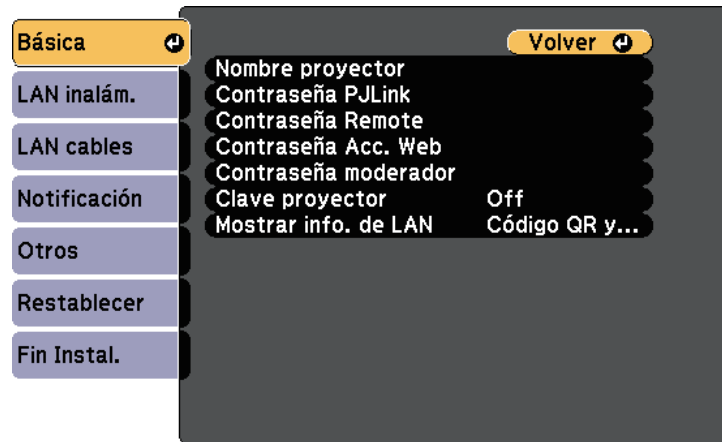 Básica
LAN inalám.
LAN cables
Notificación
Otros
Restablecer
Fin Instal.
Volver
Nombre proyector
Contraseña PJLink
Contraseña Remote
Contraseña Acc. Web
Contraseña moderador
Clave proyector Off
Mostrar info. de LAN Código QR y...